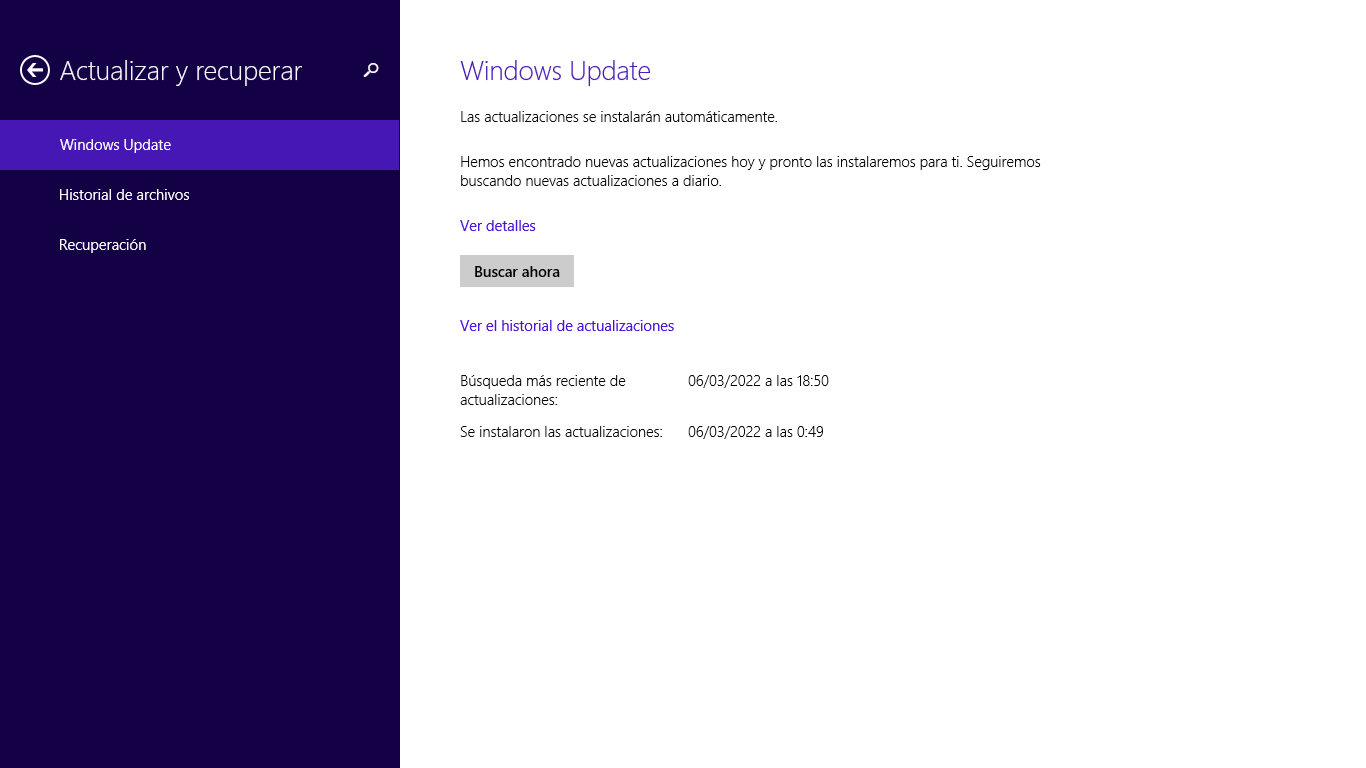 Actualizar y recuperar
Windows Update
Historial de archivos
Recuperación
Windows Update
Las actualizaciones se instalarán automáticamente.
Hemos encontrado nuevas actualizaciones hoy y pronto las instalaremos para ti. Seguiremos
buscando nuevas actualizaciones a diario.
Ver detalles
Buscar ahora
Ver el historial de actualizaciones
Búsqueda más reciente de 06/03/2022 a las 18:50
actualizaciones:
Se instalaron las actualizaciones: 06/03/2022 a las 0:49